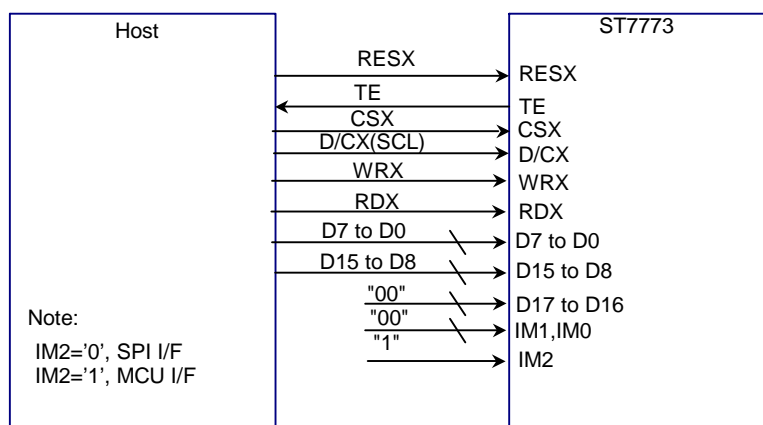 Host
ST7773
RESX
RESX
TE
TE
CSX
CSX
D/CX(SCL)
D/CX
WRX
WRX
RDX
RDX
D7 to D0
D7 to D0
D15 to D8
D15 to D8
"00"
D17 to D16
"00"
IM1,IM0
"1"
IM2
Note:
IM2='0', SPI I/F
IM2='1', MCU I/F